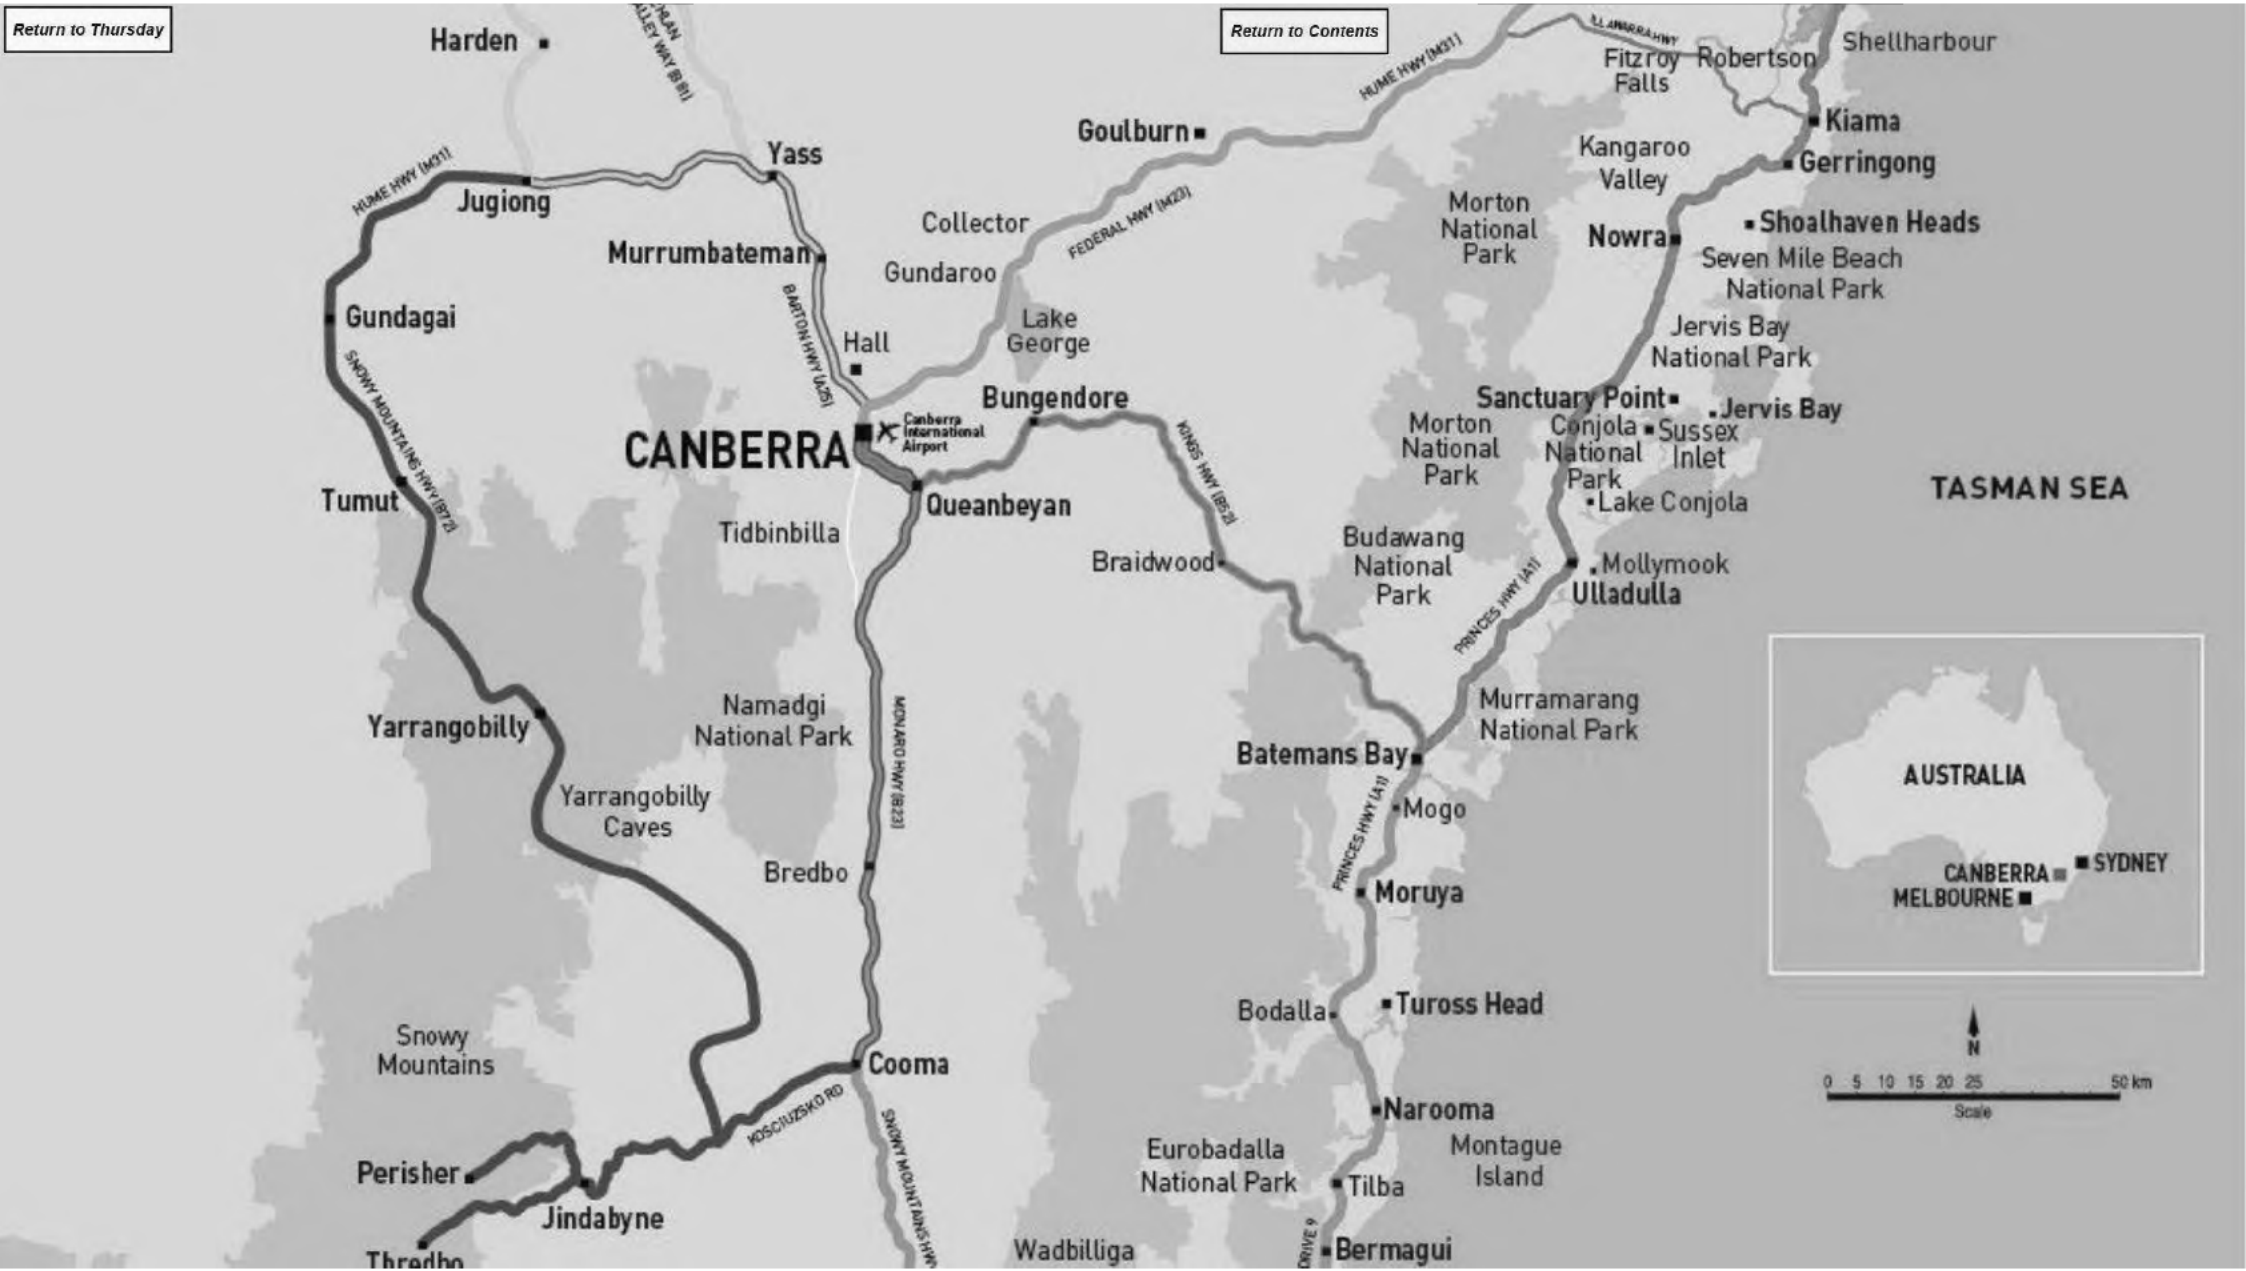 Return to Thursday
Return to Contents
Harden
HUME HWY (M31)
ILLAWARRA HWY
Shellharbour
Fitzroy
Falls
Robertson
Goulburn
Kiama
Yass
Kangaroo
Valley
Gerringong
HUME HWY (M31)
Jugiong
Morton
National
Park
Collector
FEDERAL HWY (M23)
Shoalhaven Heads
Nowra
Murrumbateman
Gundaroo
Seven Mile Beach
National Park
Gundagai
BARTON HWY (A25)
Lake
George
Jervis Bay
National Park
Hall
SNOWY MOUNTAINS HWY (B72)
Bungendore
Sanctuary Point
Jervis Bay
CANBERRA
Canberra
International
Airport
KINGS HWY (B52)
Morton
National
Park
Conjola
National
Park
Sussex
Inlet
Tumut
Queanbeyan
Lake Conjola
TASMAN SEA
Tidbinbilla
Braidwood
Budawang
National
Park
PRINCES HWY (A1)
Mollymook
Ulladulla
Namadgi
National Park
MONARO HWY (B23)
Murramarang
National Park
Yarrangobilly
Batemans Bay
Yarrangobilly
Caves
PRINCES HWY (A1)
Mogo
AUSTRALIA
CANBERRA
SYDNEY
MELBOURNE
Bredbo
Moruya
Bodalla
Tuross Head
Snowy
Mountains
N
Cooma
0 5 10 15 20 25 50 km
Scale
KOSCIUZSKO RD
SNOWY MOUNTAINS HWY
Narooma
Eurobadalla
National Park
Montague
Island
Perisher
Tilba
Jindabyne
DRIVE 9
Thredbo
Wadbilliga
Bermagui